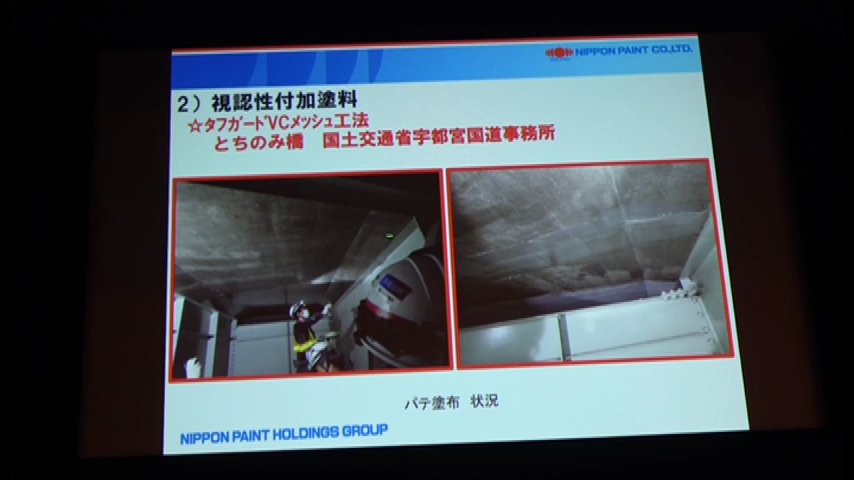 NIPPON PAINT CO.,LTD.
2）視認性付加塗料
☆タフガードVCメッシュ工法
とちのみ橋　国土交通省宇都宮国道事務所
パテ塗布　状況
NIPPON PAINT HOLDINGS GROUP